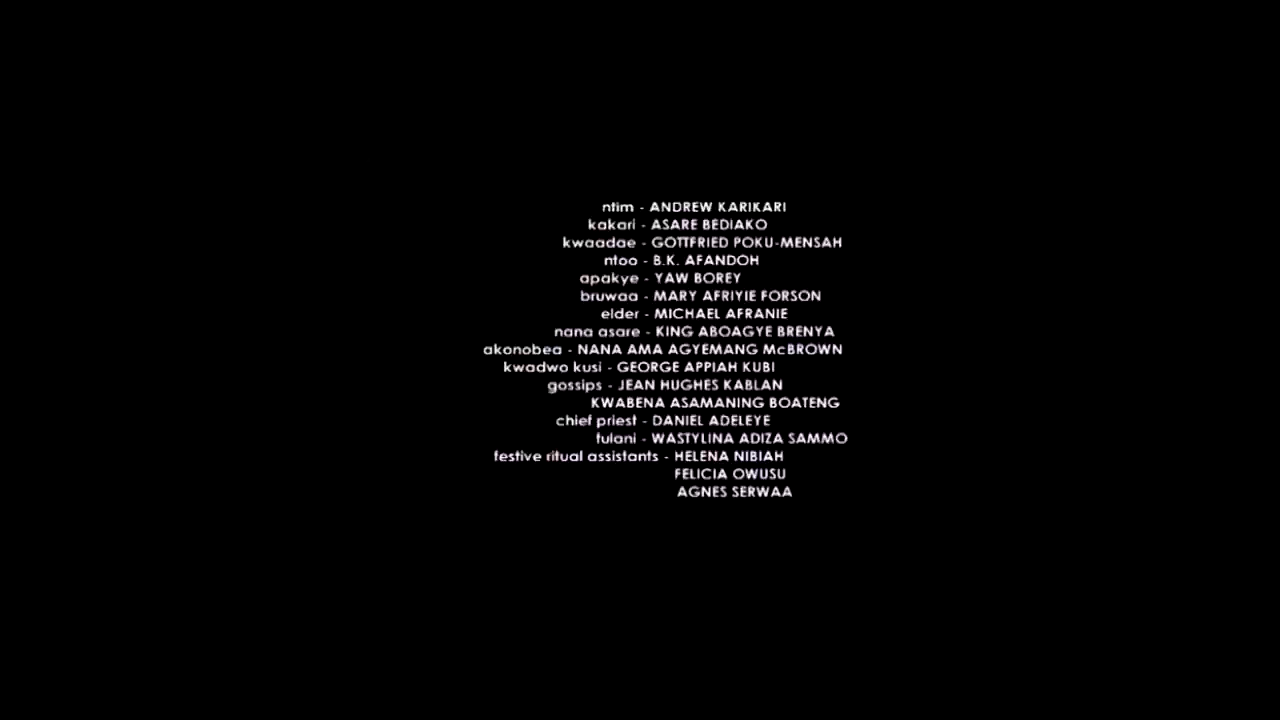 ntim - ANDREW KARIKARI
kakari - ASARE BEDIAKO
kwaadae - GOTTFRIED POKU-MENSAH
ntoo - B.K. AFANDOH
apakye - YAW BOREY
bruwaa - MARY AFRIYIE FORSON
elder - MICHAEL AFRANIE
nana asare - KING ABOAGYE BRENYA
akonobea - NANA AMA AGYEMANG McBROWN
kwadwo kusi - GEORGE APPIAH KUBI
gossips - JEAN HUGHES KABLAN
KWABENA ASAMANING BOATENG
chief priest - DANIEL ADELEYE
fulani - WASTYLINA ADIZA SAMMO
festive ritual assistants - HELENA NIBIAH
FELICIA OWUSU
AGNES SERWAA